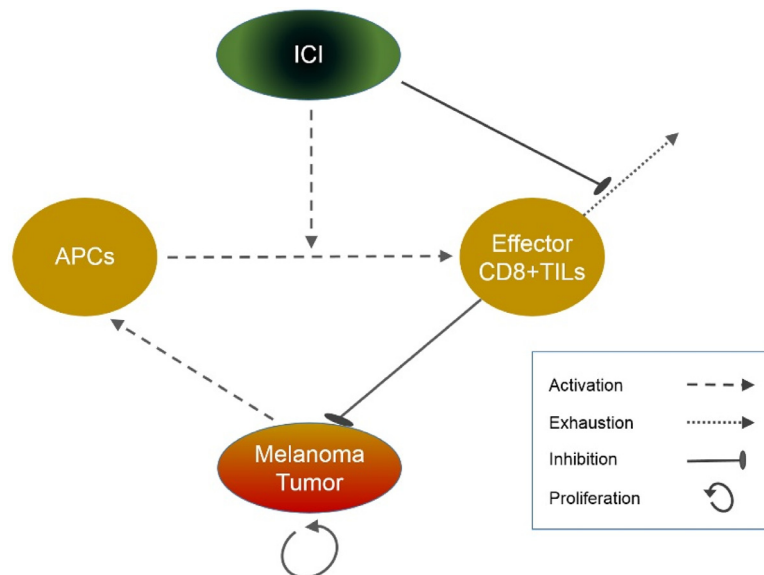 ICI
APCs
Effector
CD8+TILs
Melanoma
Tumor
Activation
Exhaustion
Inhibition
Proliferation